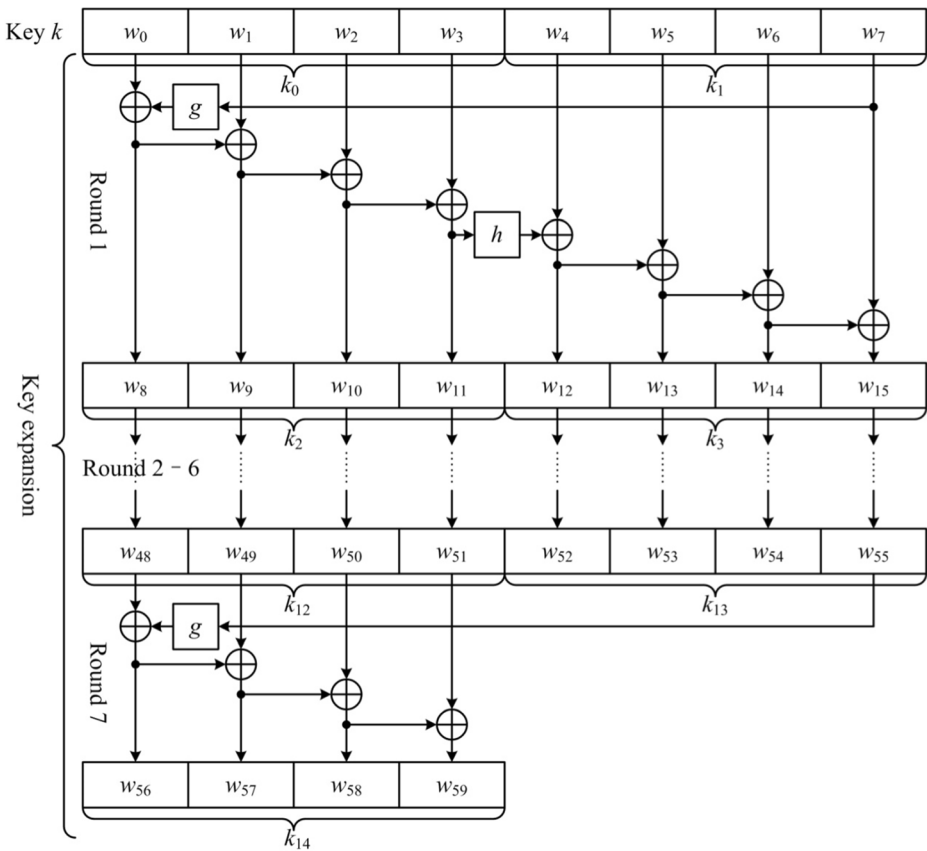 Key k w0 w1 w2 w3 w4 w5 w6 w7
k0 k1
g
Round 1
h
w8 w9 w10 w11 w12 w13 w14 w15
k2 k3
Key expansion
Round 2 – 6
w48 w49 w50 w51 w52 w53 w54 w55
k12 k13
g
Round 7
w56 w57 w58 w59
k14